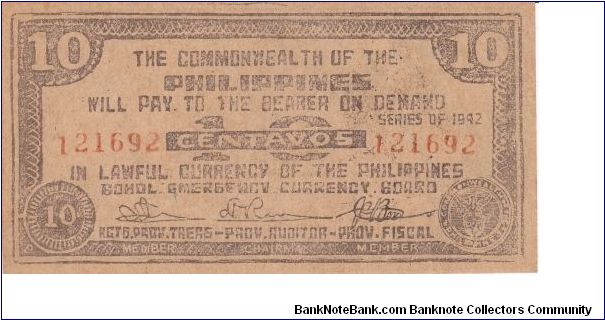 10 10
THE COMMONWEALTH OF THE
PHILIPPINES
WILL PAY TO THE BEARER ON DEMAND
SERIES OF 1942
121692 10 CENTAVOS 121692
IN LAWFUL CURRENCY OF THE PHILIPPINES
BOHOL EMERGENCY CURRENCY BOARD
10
ACTG. PROV. TREAS - PROV. AUDITOR - PROV. FISCAL
MEMBER CHAIRMAN MEMBER
BankNoteBank.com Banknote Collectors Community